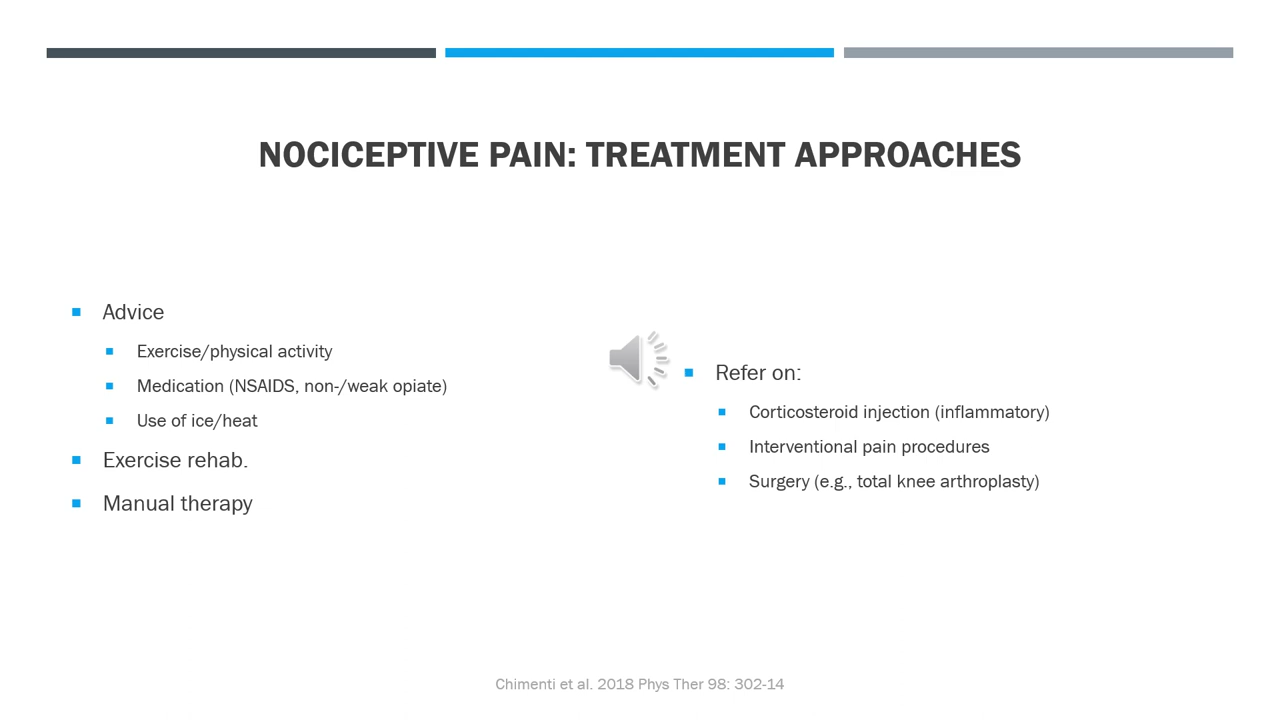 NOCICEPTIVE PAIN: TREATMENT APPROACHES
Advice
Exercise/physical activity
Medication (NSAIDS, non-/weak opiate)
Use of ice/heat
Exercise rehab.
Manual therapy
Refer on:
Corticosteroid injection (inflammatory)
Interventional pain procedures
Surgery (e.g., total knee arthroplasty)
Chimenti et al. 2018 Phys Ther 98: 302-14